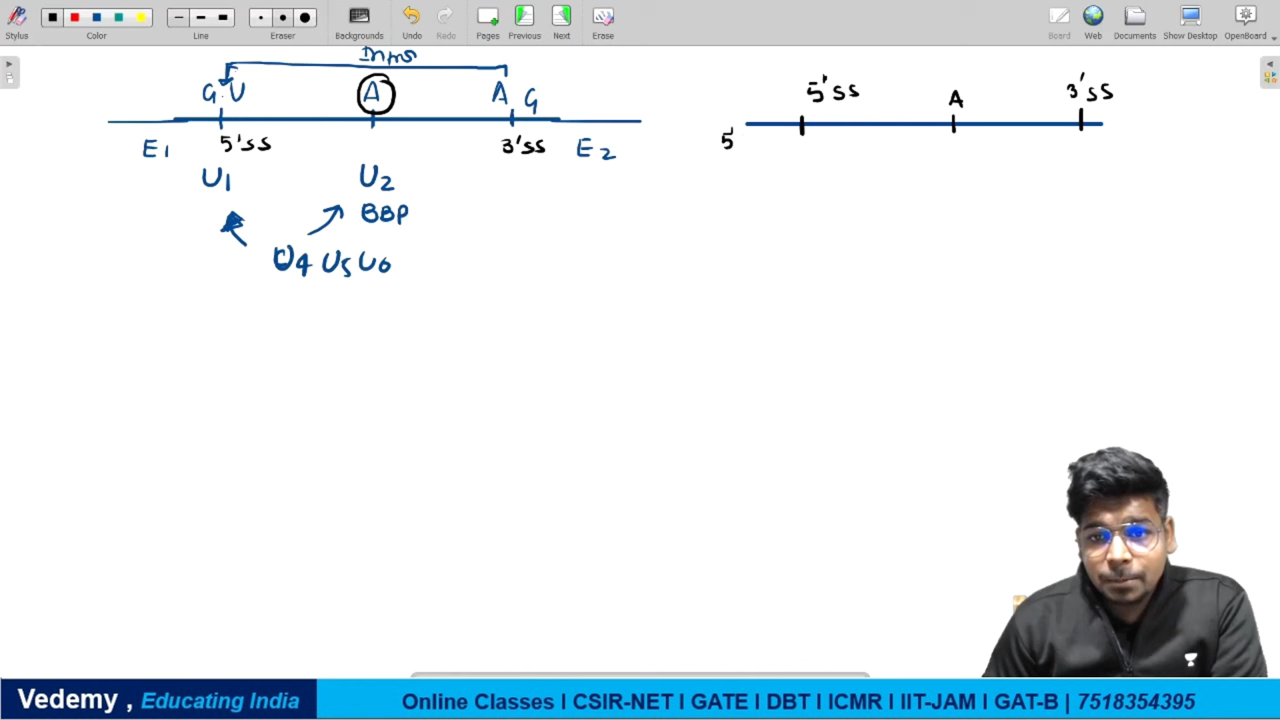 Stylus
Color
Line
Eraser
Backgrounds
Undo
Redo
Pages
Previous
Next
Erase
Board
Web
Documents
Show Desktop
OpenBoard
G U A A G
E1 5'ss 3'ss E2
U1 U2
BBP
U4 U5 U6
5'ss A 3'ss
5'
Vedemy , Educating India
Online Classes I CSIR-NET I GATE I DBT I ICMR I IIT-JAM I GAT-B | 7518354395